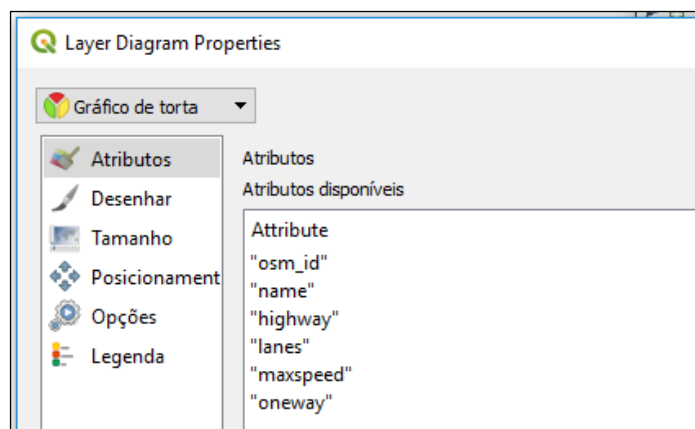 Layer Diagram Properties
Gráfico de torta
Atributos
Desenhar
Tamanho
Posicionament
Opções
Legenda
Atributos
Atributos disponíveis
Attribute
"osm_id"
"name"
"highway"
"lanes"
"maxspeed"
"oneway"